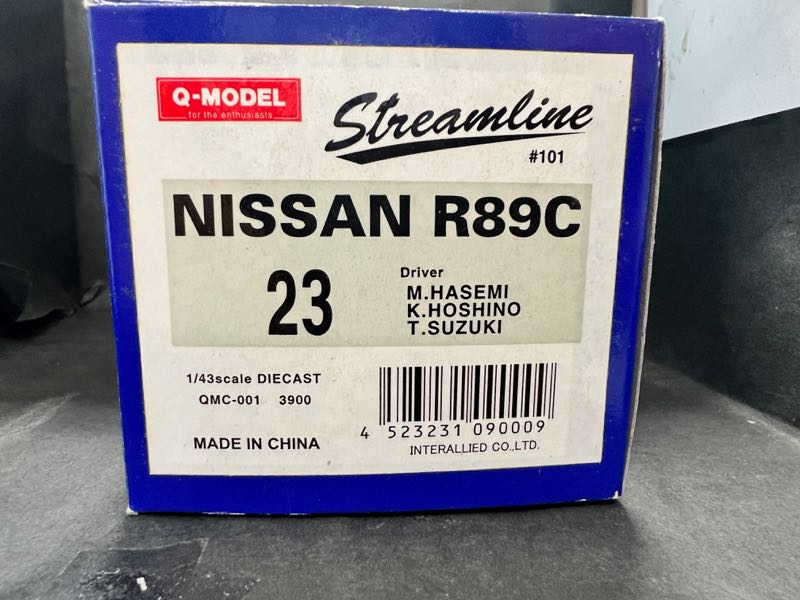 Q-MODEL
for the enthusiasts
Streamline
#101
NISSAN R89C
23
Driver
M.HASEMI
K.HOSHINO
T.SUZUKI
1/43scale DIECAST
QMC-001 3900
MADE IN CHINA
4 523231 090009
INTERALLIED CO.,LTD.